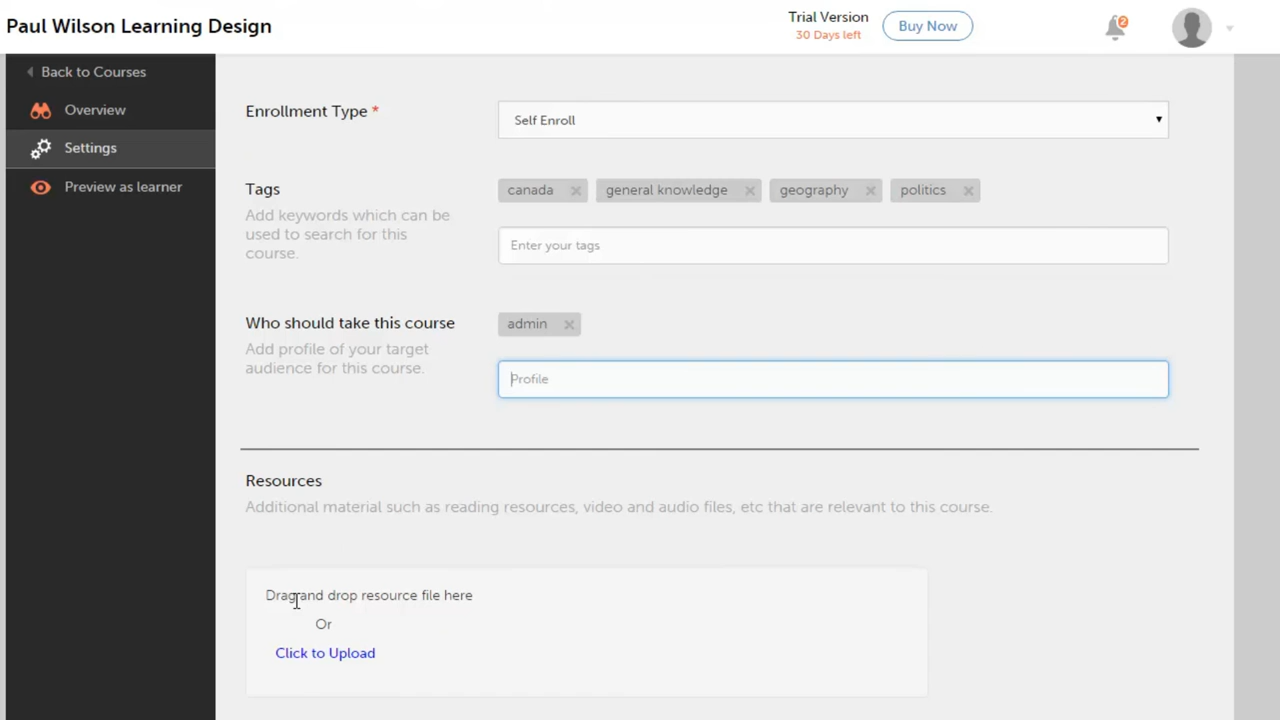 Paul Wilson Learning Design
Trial Version
30 Days left
Buy Now
2
Back to Courses
Overview
Settings
Preview as learner
Enrollment Type *
Self Enroll
Tags
Add keywords which can be
used to search for this
course.
canada
general knowledge
geography
politics
Enter your tags
Who should take this course
Add profile of your target
audience for this course.
admin
Profile
Resources
Additional material such as reading resources, video and audio files, etc that are relevant to this course.
Drag and drop resource file here
Or
Click to Upload